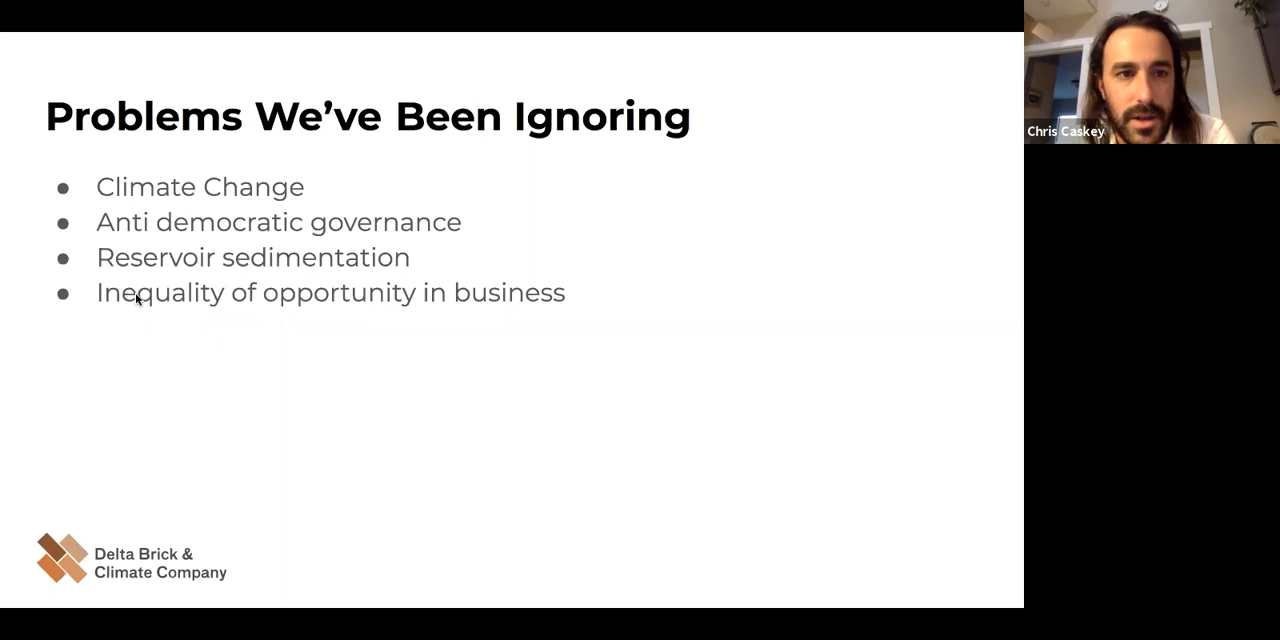 Problems We’ve Been Ignoring
● Climate Change
● Anti democratic governance
● Reservoir sedimentation
● Inequality of opportunity in business
Delta Brick &
Climate Company
Chris Caskey